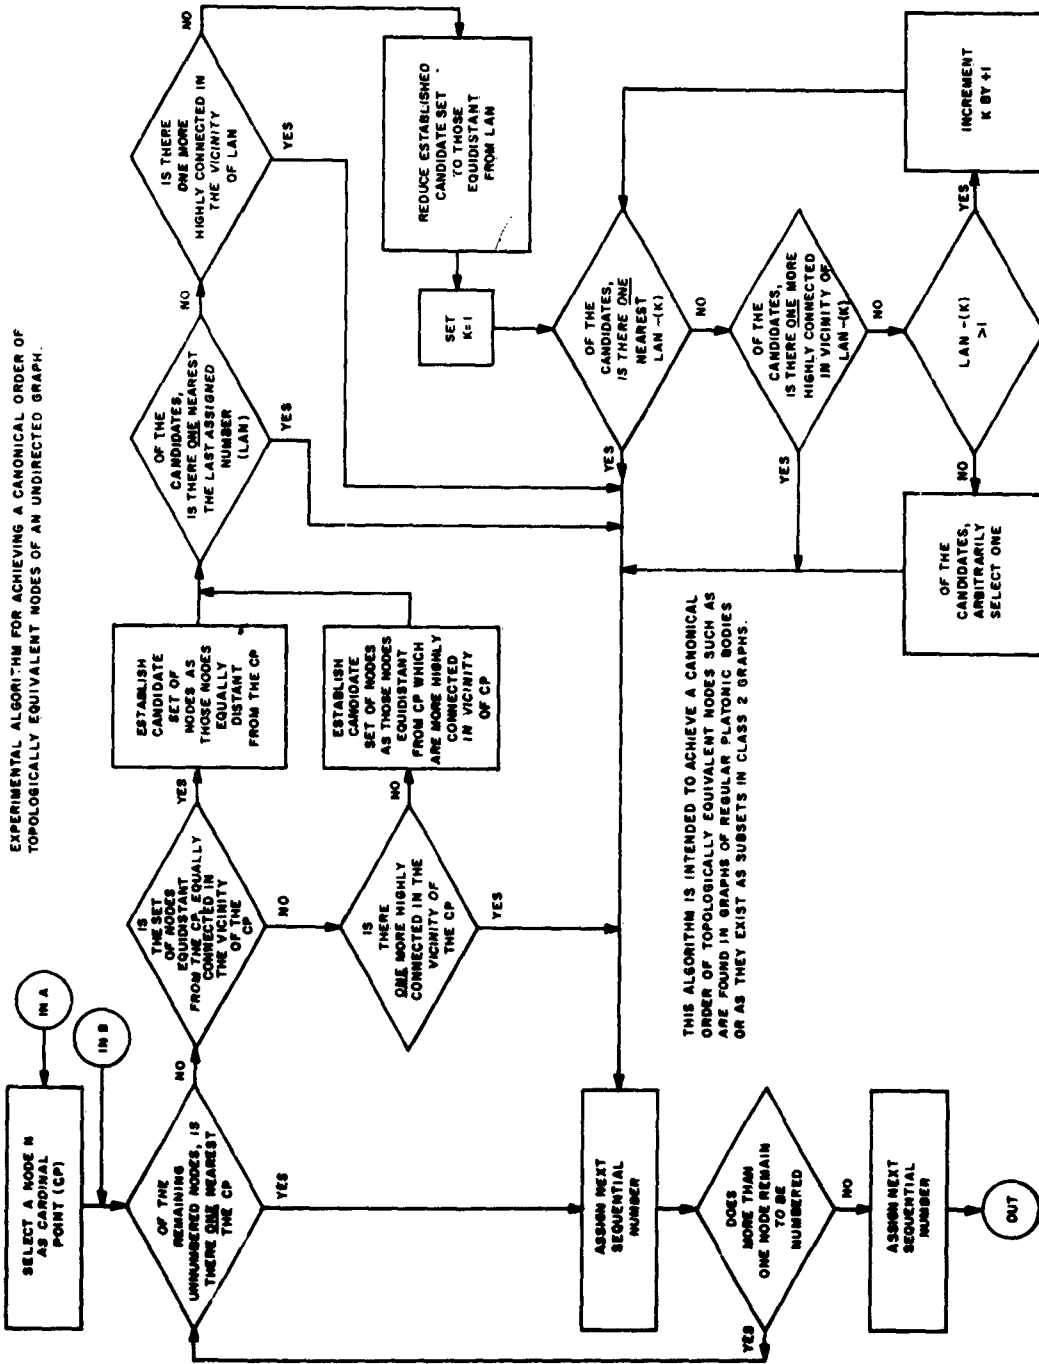 EXPERIMENTAL ALGORITHM FOR ACHIEVING A CANONICAL ORDER OF
TOPOLOGICALLY EQUIVALENT NODES OF AN UNDIRECTED GRAPH.
IN A
SELECT A NODE N
AS CARDINAL
POINT (CP)
IN B
OF THE
REMAINING
UNNUMBERED NODES, IS
THERE ONE NEAREST
THE CP
NO
YES
IS
THE SET
OF NODES
EQUIDISTANT
FROM THE CP EQUALLY
CONNECTED IN
THE VICINITY
OF THE
CP
YES
NO
ESTABLISH
CANDIDATE
SET OF
NODES AS
THOSE NODES
EQUALLY
DISTANT
FROM THE CP
IS
THERE
ONE MORE HIGHLY
CONNECTED IN THE
VICINITY OF
THE CP
NO
YES
ESTABLISH
CANDIDATE
SET OF NODES
AS THOSE NODES
EQUIDISTANT
FROM CP WHICH
ARE MORE HIGHLY
CONNECTED
IN VICINITY
OF CP
OF THE
CANDIDATES,
IS THERE ONE NEAREST
THE LAST ASSIGNED
NUMBER
(LAN)
NO
YES
IS THERE
ONE MORE
HIGHLY CONNECTED IN
THE VICINITY
OF LAN
NO
YES
REDUCE ESTABLISHED
CANDIDATE SET
TO THOSE
EQUIDISTANT
FROM LAN
SET
K=1
OF THE
CANDIDATES,
IS THERE ONE
NEAREST
LAN -(K)
YES
NO
OF THE
CANDIDATES,
IS THERE ONE MORE
HIGHLY CONNECTED
IN VICINITY OF
LAN-(K)
YES
NO
LAN -(K)
>1
YES
NO
INCREMENT
K BY +1
OF THE
CANDIDATES,
ARBITRARILY
SELECT ONE
ASSIGN NEXT
SEQUENTIAL
NUMBER
DOES
MORE THAN
ONE NODE REMAIN
TO BE
NUMBERED
YES
NO
ASSIGN NEXT
SEQUENTIAL
NUMBER
OUT
THIS ALGORITHM IS INTENDED TO ACHIEVE A CANONICAL
ORDER OF TOPOLOGICALLY EQUIVALENT NODES SUCH AS
ARE FOUND IN GRAPHS OF REGULAR PLATONIC BODIES
OR AS THEY EXIST AS SUBSETS IN CLASS 2 GRAPHS.